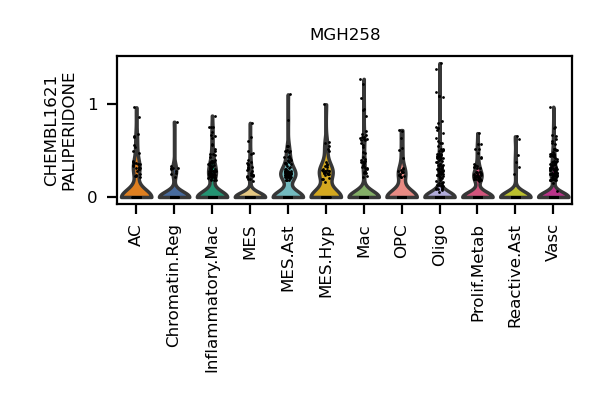 MGH258
CHEMBL1621
PALIPERIDONE
1
0
AC
Chromatin.Reg
Inflammatory.Mac
MES
MES.Ast
MES.Hyp
Mac
OPC
Oligo
Prolif.Metab
Reactive.Ast
Vasc